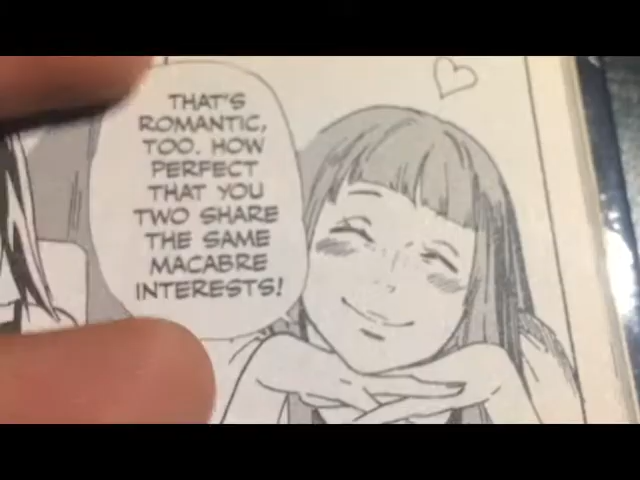 THAT'S
ROMANTIC,
TOO. HOW
PERFECT
THAT YOU
TWO SHARE
THE SAME
MACABRE
INTERESTS!